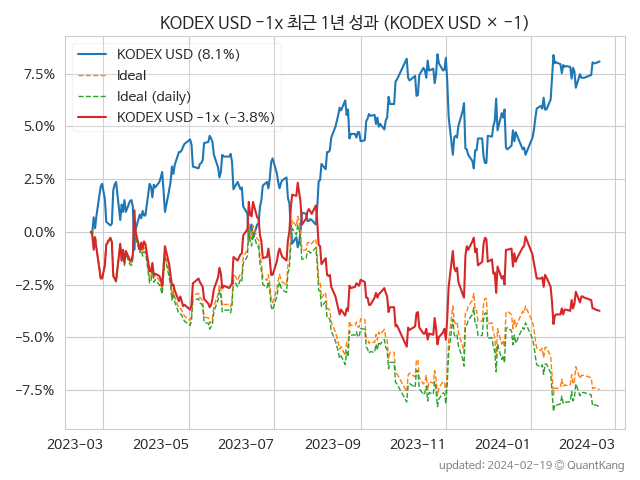 KODEX USD −1x 최근 1년 성과 (KODEX USD × −1)
KODEX USD (8.1%)
Ideal
Ideal (daily)
KODEX USD −1x (−3.8%)
7.5%
5.0%
2.5%
0.0%
−2.5%
−5.0%
−7.5%
2023−03 2023−05 2023−07 2023−09 2023−11 2024−01 2024−03
updated: 2024−02−19 © QuantKang